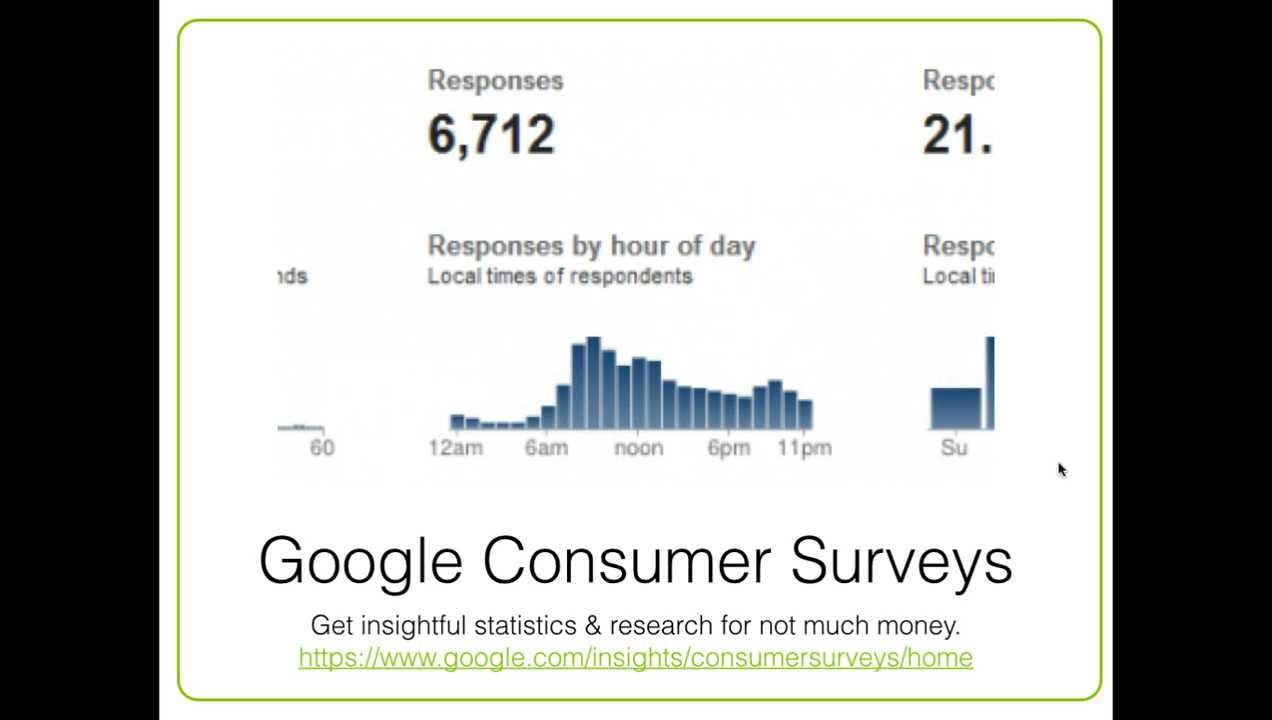 Responses
Respo
6,712
21.
Responses by hour of day
Respo
Local times of respondents
Local ti
nds
60
12am 6am noon 6pm 11pm
Su
Google Consumer Surveys
Get insightful statistics & research for not much money.
https://www.google.com/insights/consumersurveys/home